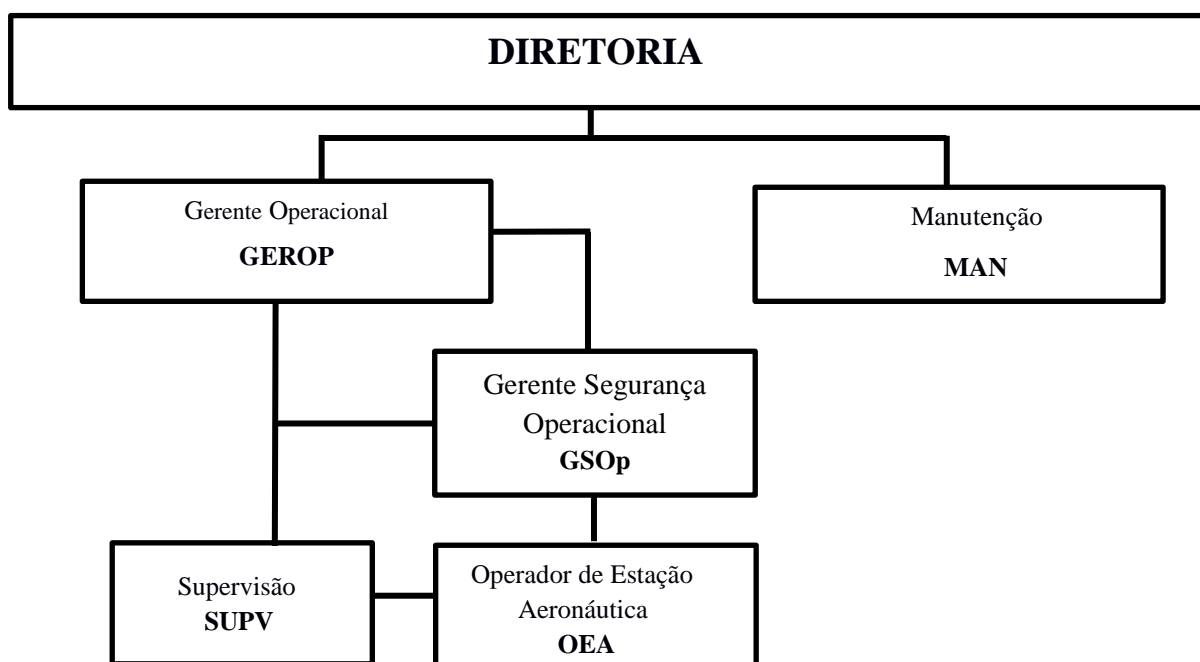 DIRETORIA
Gerente Operacional
GEROP
Manutenção
MAN
Gerente Segurança
Operacional
GSOp
Supervisão
SUPV
Operador de Estação
Aeronáutica
OEA